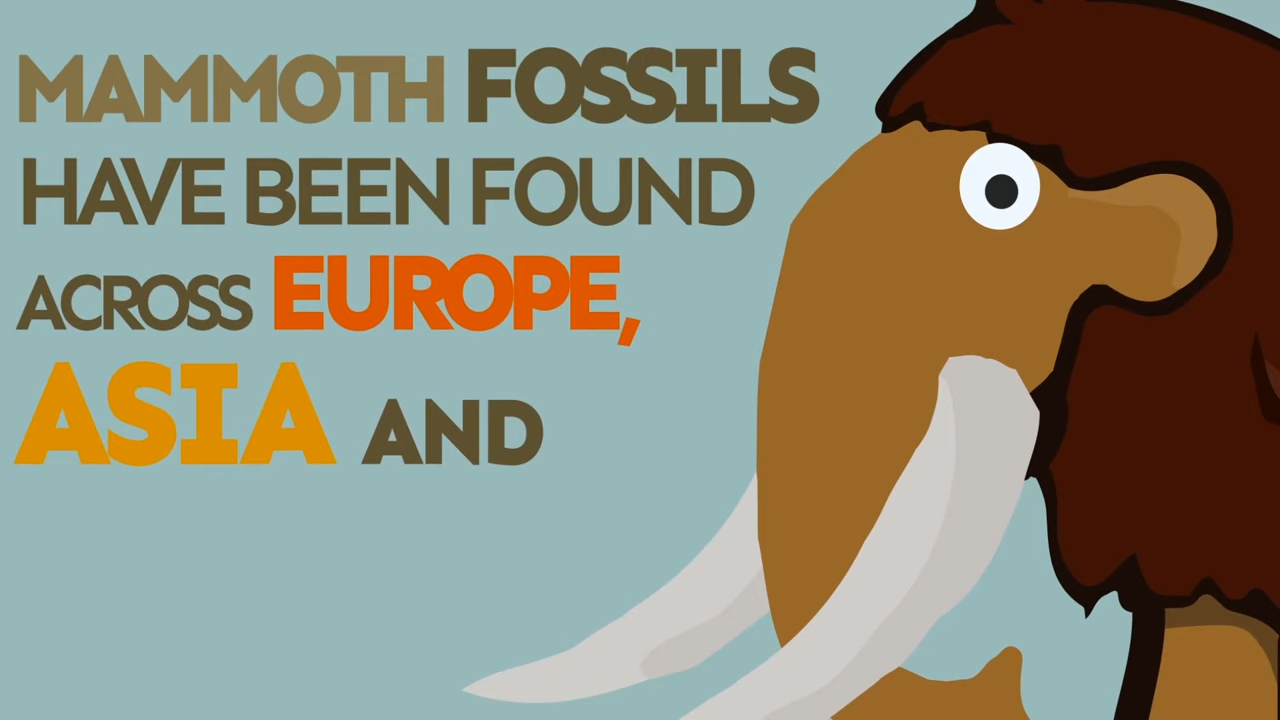 MAMMOTH FOSSILS
HAVE BEEN FOUND
ACROSS EUROPE,
ASIA AND